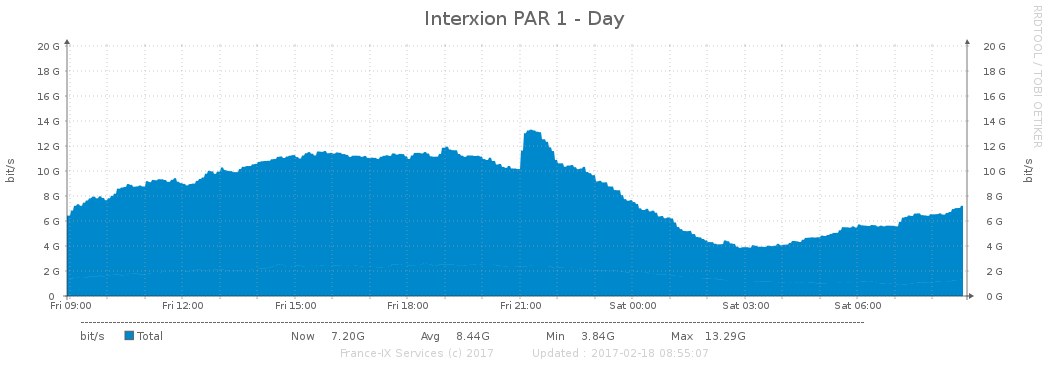 Interxion PAR 1 - Day
RRDTOOL / TOBI OETIKER
bit/s
bit/s
20 G 20 G
18 G 18 G
16 G 16 G
14 G 14 G
12 G 12 G
10 G 10 G
8 G 8 G
6 G 6 G
4 G 4 G
2 G 2 G
0 0 G
Fri 09:00 Fri 12:00 Fri 15:00 Fri 18:00 Fri 21:00 Sat 00:00 Sat 03:00 Sat 06:00
bit/s Total Now 7.20G Avg 8.44G Min 3.84G Max 13.29G
France-IX Services (c) 2017 Updated : 2017-02-18 08:55:07